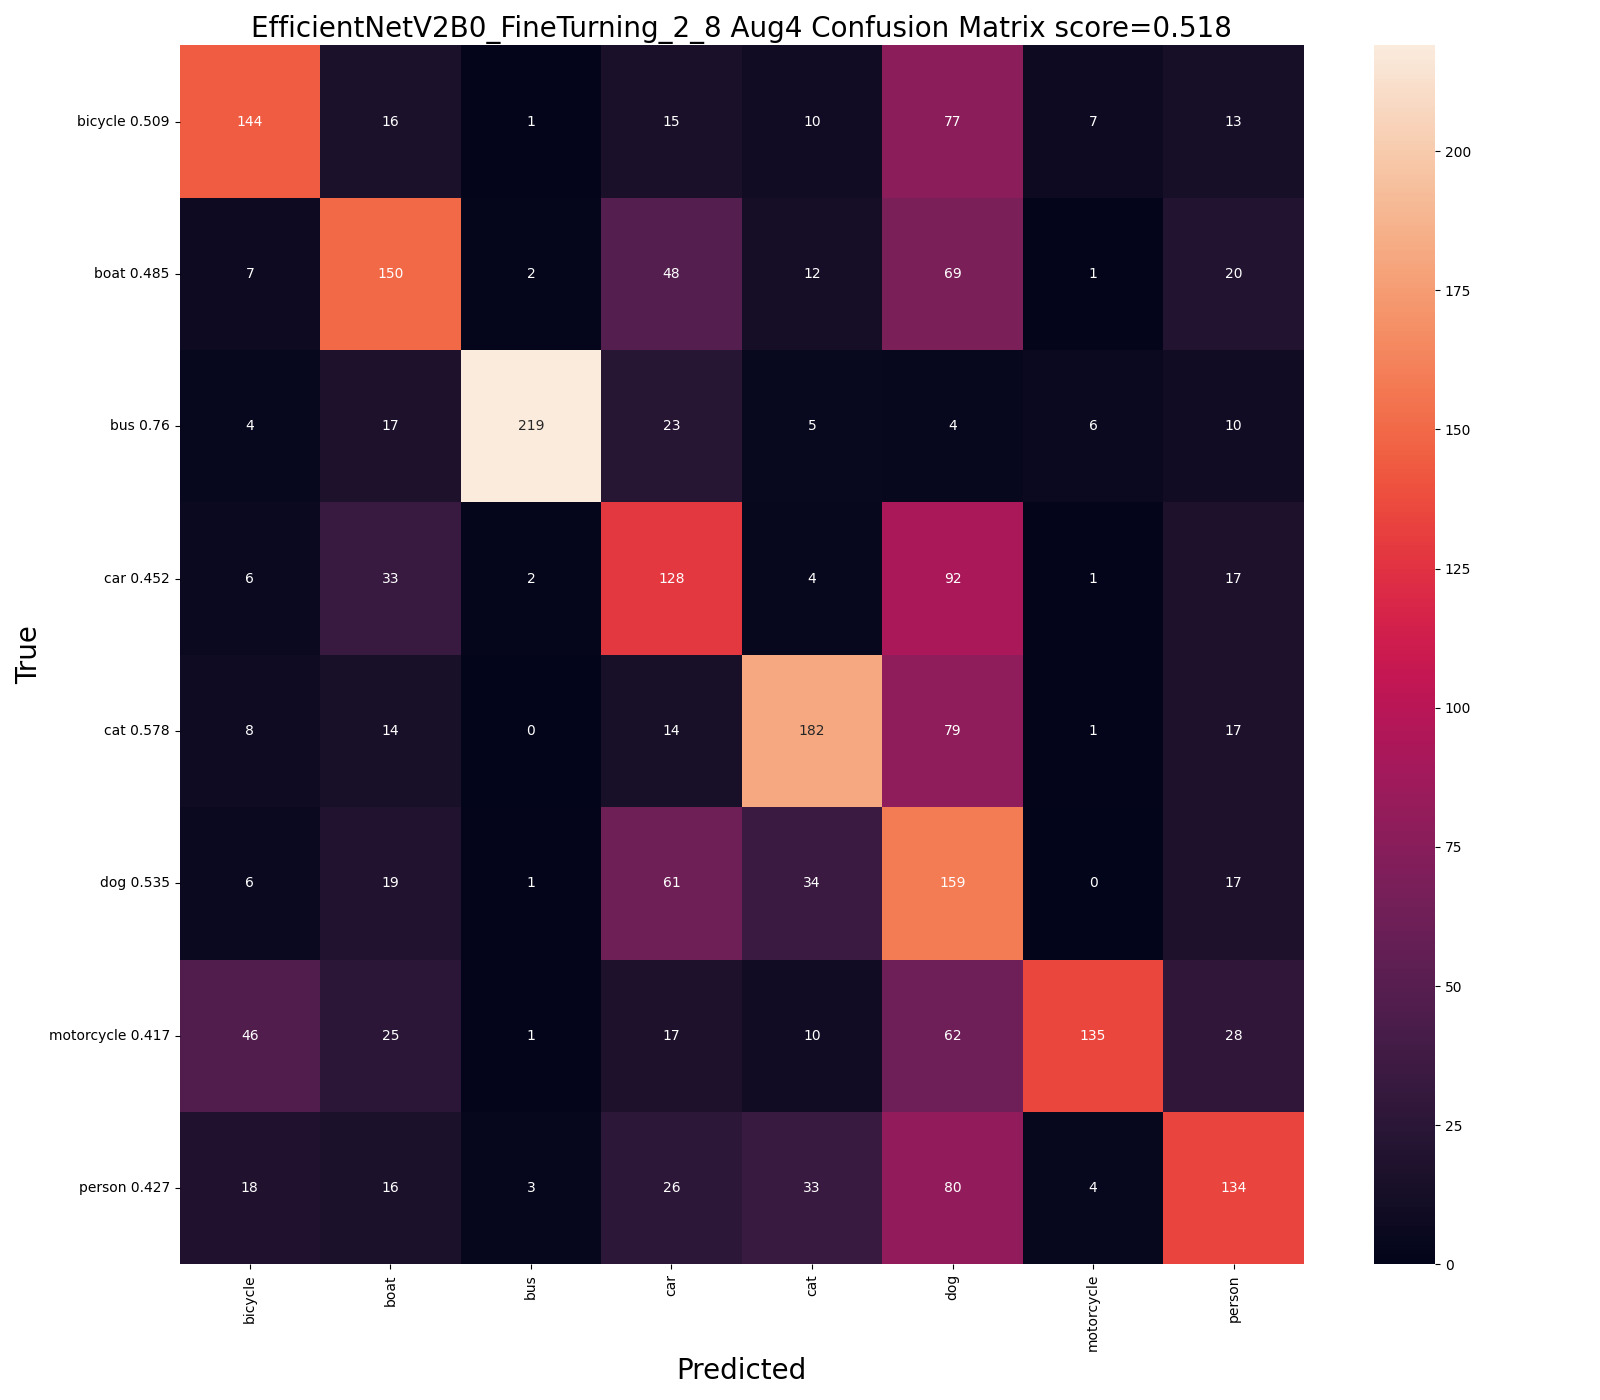 EfficientNetV2B0_FineTurning_2_8 Aug4 Confusion Matrix score=0.518
bicycle 0.509 144 16 1 15 10 77 7 13
boat 0.485 7 150 2 48 12 69 1 20
bus 0.76 4 17 219 23 5 4 6 10
car 0.452 6 33 2 128 4 92 1 17
cat 0.578 8 14 0 14 182 79 1 17
dog 0.535 6 19 1 61 34 159 0 17
motorcycle 0.417 46 25 1 17 10 62 135 28
person 0.427 18 16 3 26 33 80 4 134
True
bicycle boat bus car cat dog motorcycle person
Predicted
200
175
150
125
100
75
50
25
0